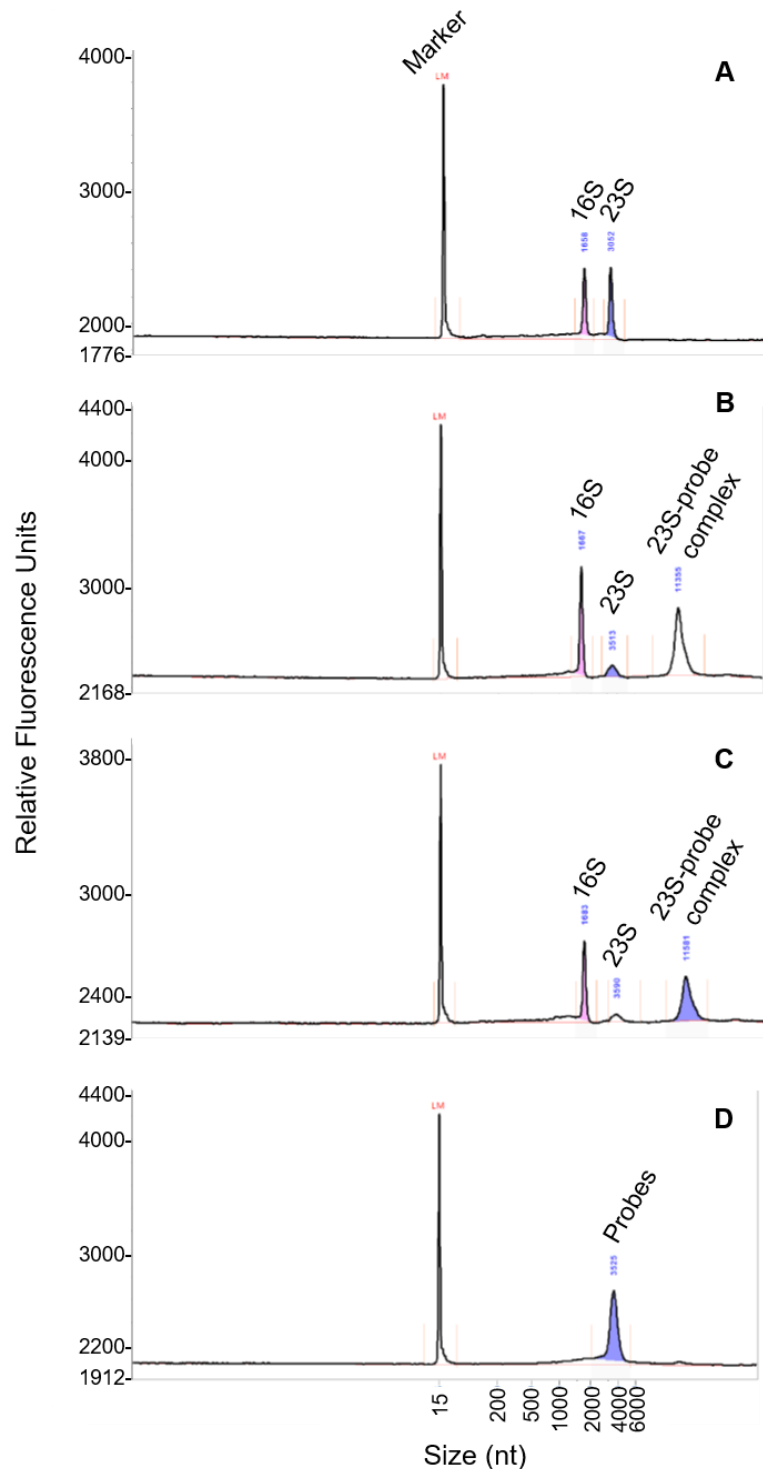 Marker
4000-
LM
A
3000-
16S
23S
1658
3052
2000-
1776-
4400-
B
LM
4000-
16S
23S
23S-probe
complex
1667
3513
11355
3000-
2168-
3800-
C
LM
3000-
16S
23S
23S-probe
complex
1683
3590
11581
2400-
2139-
4400-
D
LM
4000-
Probes
3525
3000-
2200-
1912-
15
200
500
1000
2000
4000
6000
Relative Fluorescence Units
Size (nt)